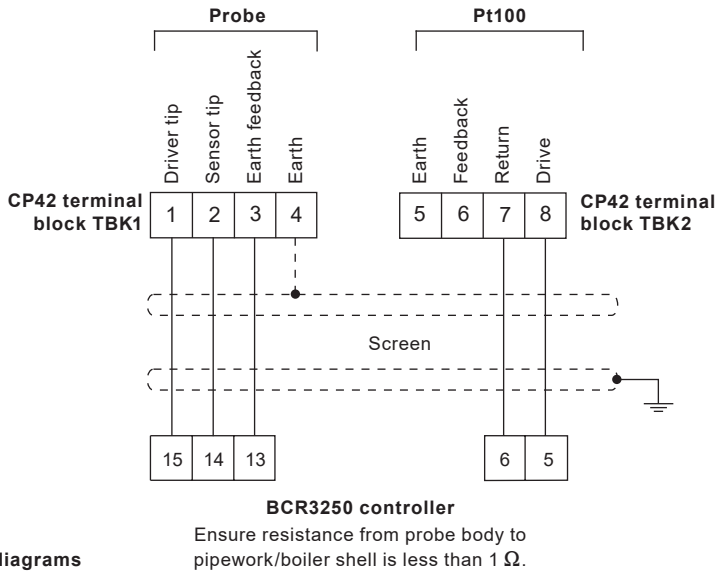 Probe
Pt100
Driver tip
Sensor tip
Earth feedback
Earth
Earth
Feedback
Return
Drive
CP42 terminal
block TBK1
1 2 3 4
5 6 7 8
CP42 terminal
block TBK2
Screen
15 14 13
6 5
BCR3250 controller
Ensure resistance from probe body to
diagrams
pipework/boiler shell is less than 1 Ω.